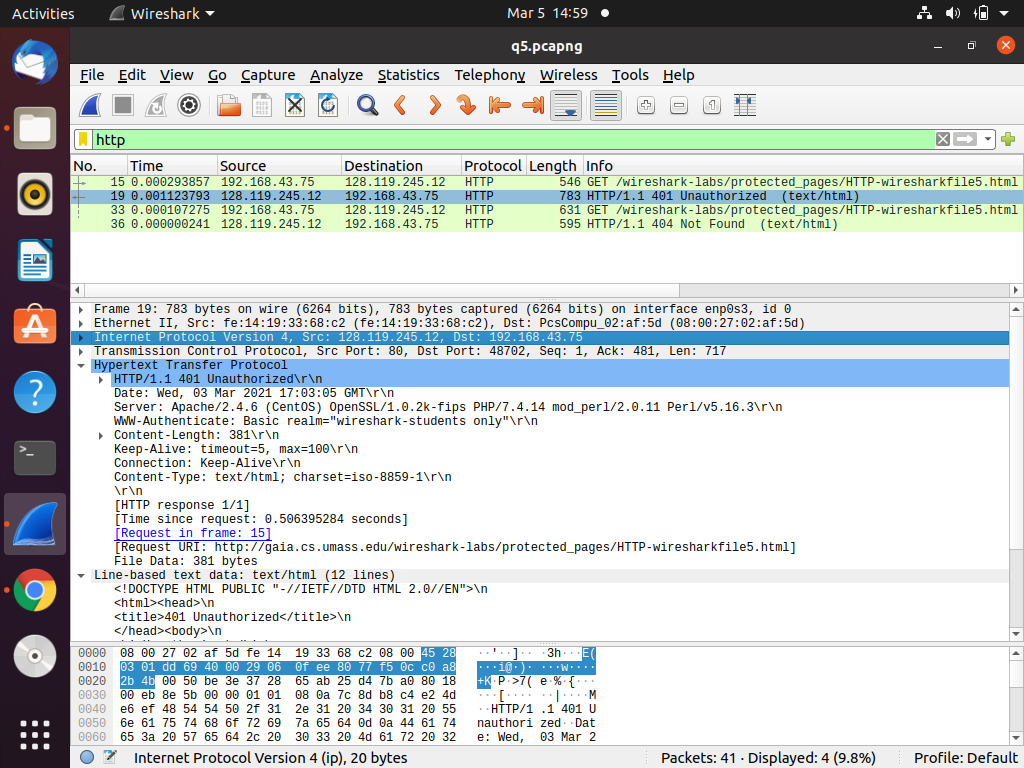 Activities Wireshark Mar 5 14:59
q5.pcapng
File Edit View Go Capture Analyze Statistics Telephony Wireless Tools Help
http
No. Time Source Destination Protocol Length Info
15 0.000293857 192.168.43.75 128.119.245.12 HTTP 546 GET /wireshark-labs/protected_pages/HTTP-wiresharkfile5.html
19 0.001123793 128.119.245.12 192.168.43.75 HTTP 783 HTTP/1.1 401 Unauthorized (text/html)
33 0.000107275 192.168.43.75 128.119.245.12 HTTP 631 GET /wireshark-labs/protected_pages/HTTP-wiresharkfile5.html
36 0.000000241 128.119.245.12 192.168.43.75 HTTP 595 HTTP/1.1 404 Not Found (text/html)
Frame 19: 783 bytes on wire (6264 bits), 783 bytes captured (6264 bits) on interface enp0s3, id 0
Ethernet II, Src: fe:14:19:33:68:c2 (fe:14:19:33:68:c2), Dst: PcsCompu_02:af:5d (08:00:27:02:af:5d)
Internet Protocol Version 4, Src: 128.119.245.12, Dst: 192.168.43.75
Transmission Control Protocol, Src Port: 80, Dst Port: 48702, Seq: 1, Ack: 481, Len: 717
Hypertext Transfer Protocol
HTTP/1.1 401 Unauthorized\r\n
Date: Wed, 03 Mar 2021 17:03:05 GMT\r\n
Server: Apache/2.4.6 (CentOS) OpenSSL/1.0.2k-fips PHP/7.4.14 mod_perl/2.0.11 Perl/v5.16.3\r\n
WWW-Authenticate: Basic realm="wireshark-students only"\r\n
Content-Length: 381\r\n
Keep-Alive: timeout=5, max=100\r\n
Connection: Keep-Alive\r\n
Content-Type: text/html; charset=iso-8859-1\r\n
\r\n
[HTTP response 1/1]
[Time since request: 0.506395284 seconds]
[Request in frame: 15]
[Request URI: http://gaia.cs.umass.edu/wireshark-labs/protected_pages/HTTP-wiresharkfile5.html]
File Data: 381 bytes
Line-based text data: text/html (12 lines)
<!DOCTYPE HTML PUBLIC "-//IETF//DTD HTML 2.0//EN">\n
<html><head>\n
<title>401 Unauthorized</title>\n
</head><body>\n
0000 08 00 27 02 af 5d fe 14 19 33 68 c2 08 00 45 28 ··'··]·· ·3h···E(
0010 03 01 dd 69 40 00 29 06 0f ee 80 77 f5 0c c0 a8 ···i@·)· ···w····
0020 2b 4b 00 50 be 3e 37 28 65 ab 25 d4 7b a0 80 18 +K·P·>7( e·%·{···
0030 00 eb 8e 5b 00 00 01 01 08 0a 7c 8d b8 c4 e2 4d ···[···· ··|····M
0040 e6 ef 48 54 54 50 2f 31 2e 31 20 34 30 31 20 55 ··HTTP/1 .1 401 U
0050 6e 61 75 74 68 6f 72 69 7a 65 64 0d 0a 44 61 74 nauthori zed··Dat
0060 65 3a 20 57 65 64 2c 20 30 33 20 4d 61 72 20 32 e: Wed, 03 Mar 2
Internet Protocol Version 4 (ip), 20 bytes Packets: 41 · Displayed: 4 (9.8%) Profile: Default